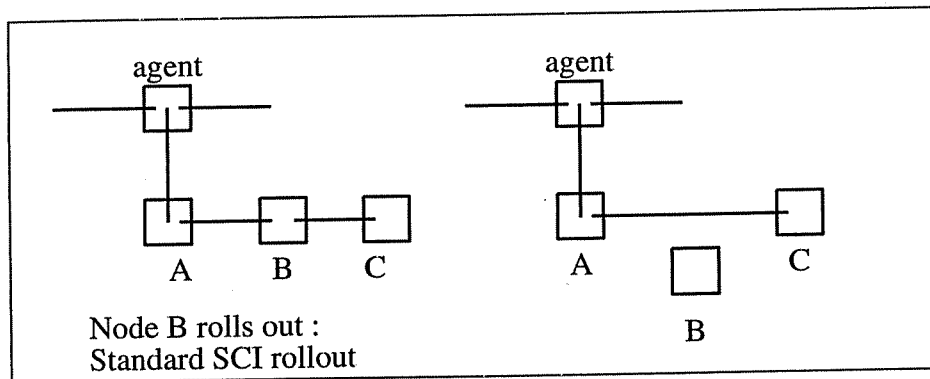 agent
agent
A
B
C
A
C
B
Node B rolls out :
Standard SCI rollout